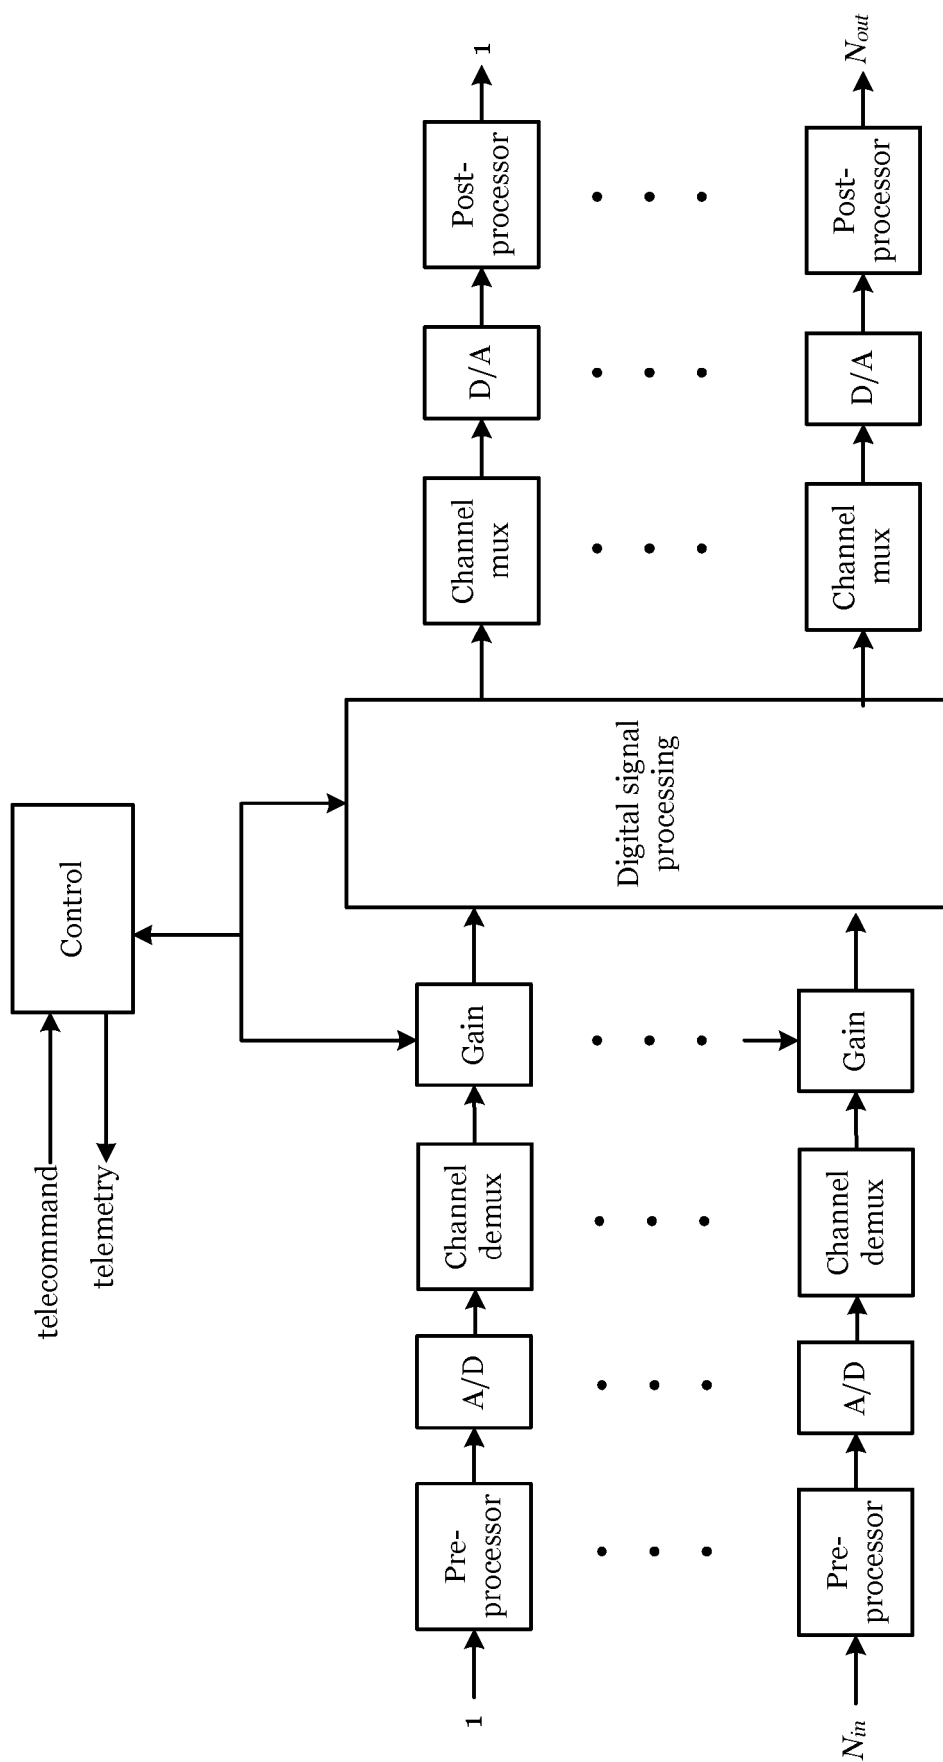 telecommand
telemetry
Control
1
Pre-
processor
A/D
Channel
demux
Gain
Digital signal
processing
Channel
mux
D/A
Post-
processor
1
N_in
Pre-
processor
A/D
Channel
demux
Gain
Channel
mux
D/A
Post-
processor
N_out